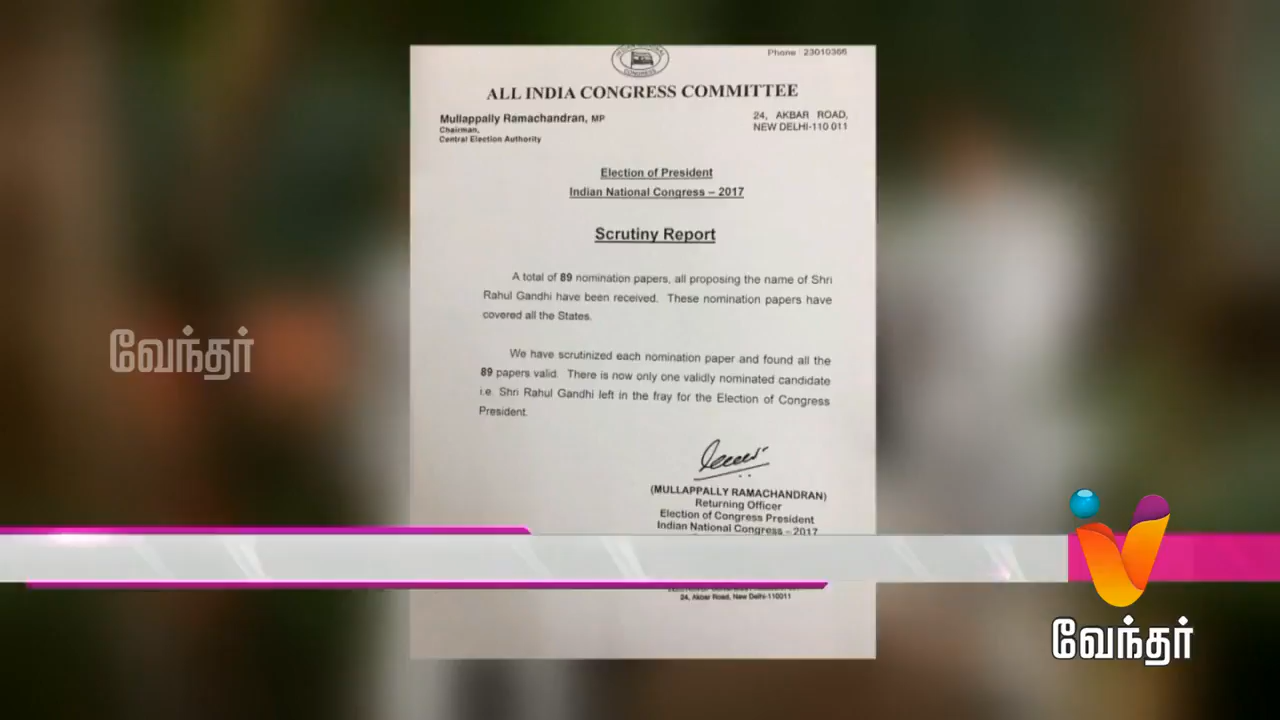 Phone : 23010366
CONGRESS
ALL INDIA CONGRESS COMMITTEE
Mullappally Ramachandran, MP
Chairman,
Central Election Authority
24, AKBAR ROAD,
NEW DELHI-110 011
Election of President
Indian National Congress – 2017
Scrutiny Report
A total of 89 nomination papers, all proposing the name of Shri
Rahul Gandhi have been received. These nomination papers have
covered all the States.
We have scrutinized each nomination paper and found all the
89 papers valid. There is now only one validly nominated candidate
i.e. Shri Rahul Gandhi left in the fray for the Election of Congress
President.
(MULLAPPALLY RAMACHANDRAN)
Returning Officer
Election of Congress President
Indian National Congress – 2017
24, Akbar Road, New Delhi-110011
வேந்தர்
வேந்தர்